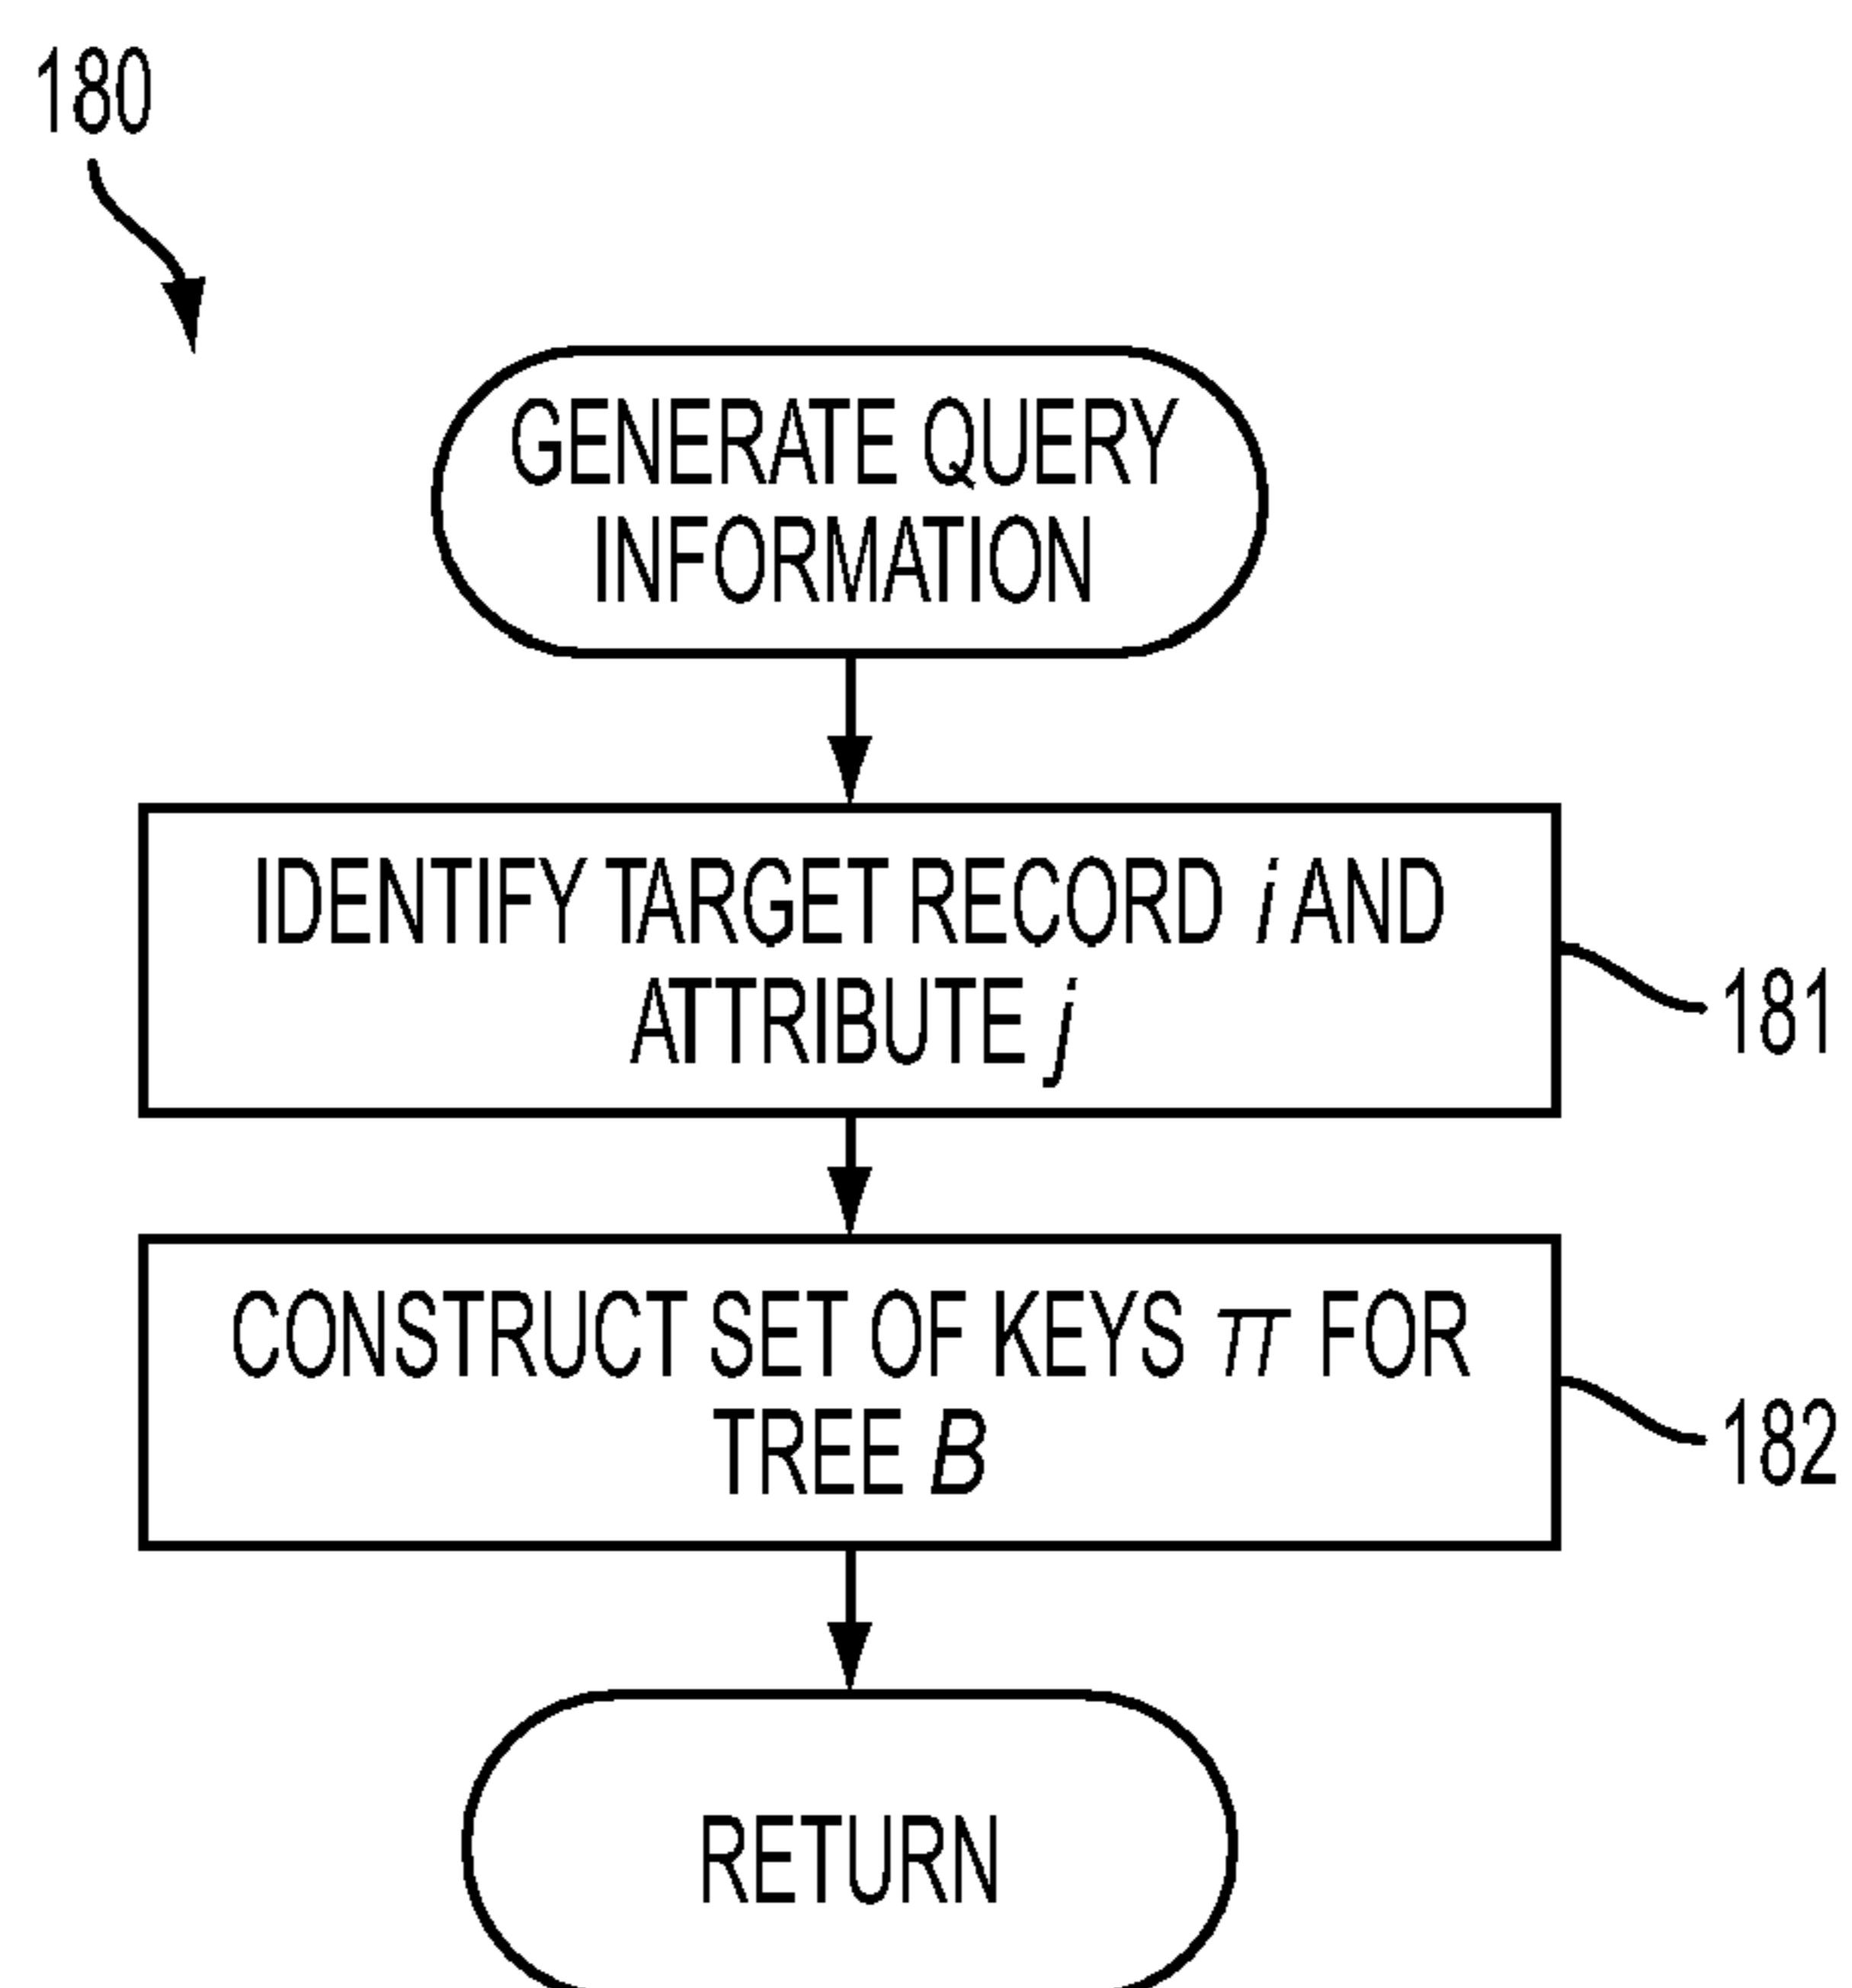 180
GENERATE QUERY
INFORMATION
IDENTIFY TARGET RECORD i AND
ATTRIBUTE j
181
CONSTRUCT SET OF KEYS π FOR
TREE B
182
RETURN